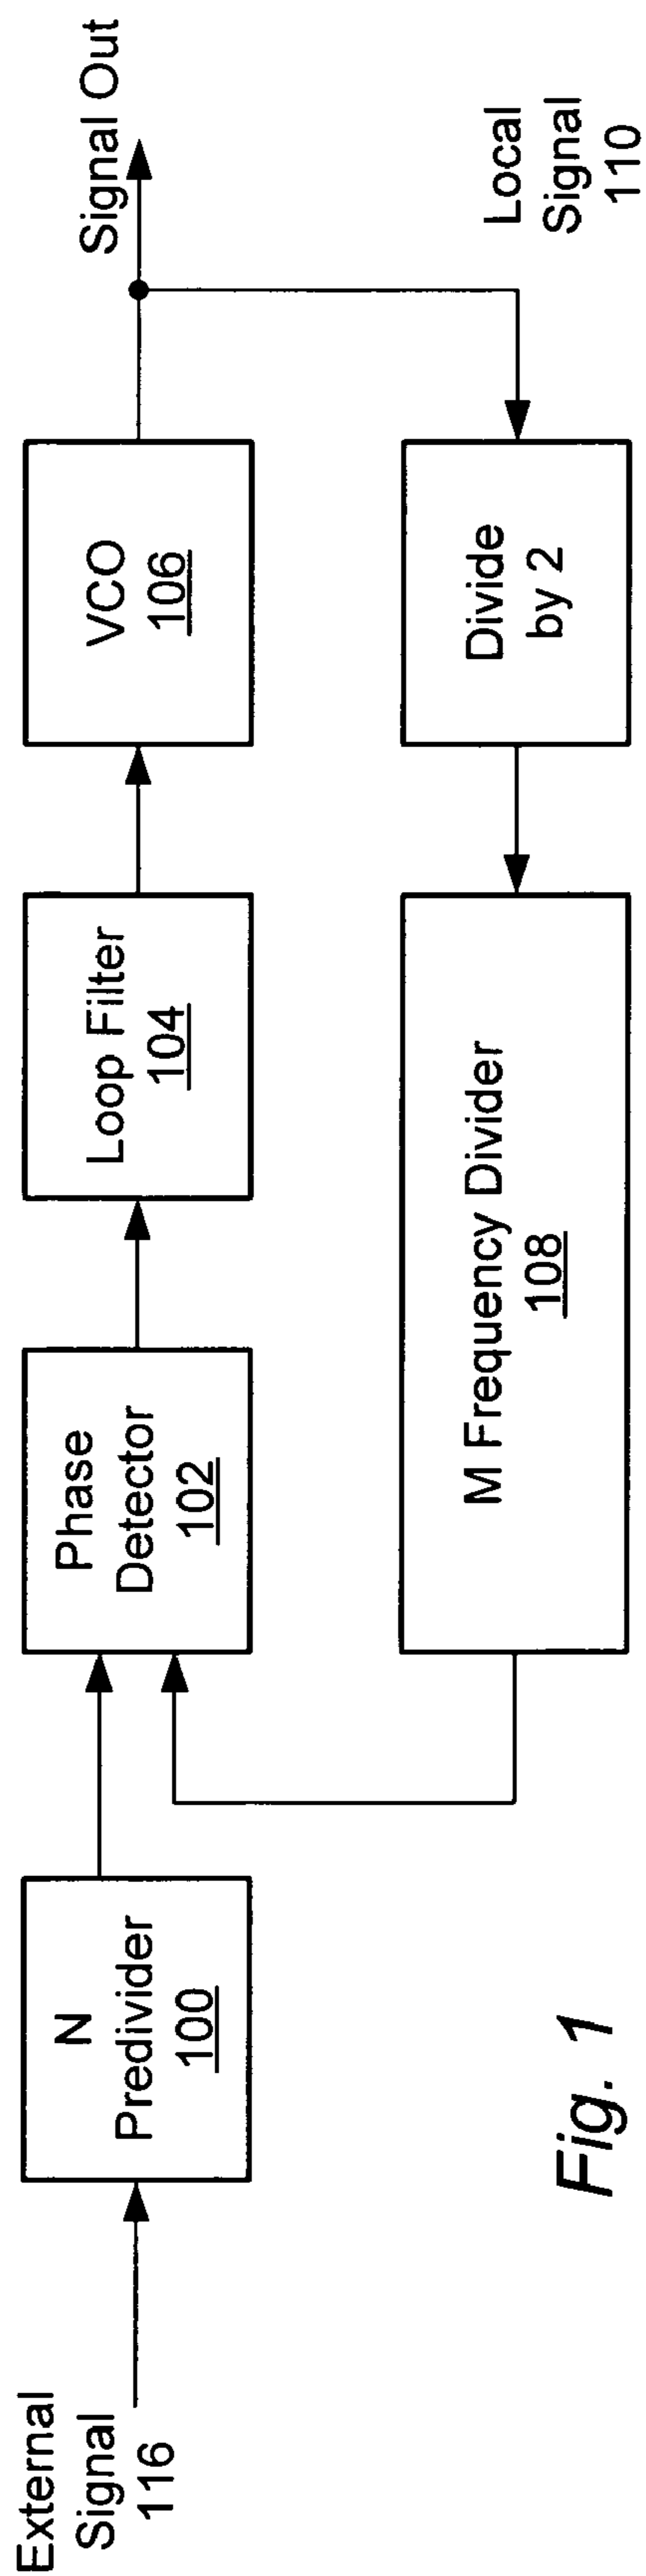 External
Signal
116
N
Predivider
100
Phase
Detector
102
Loop Filter
104
VCO
106
Signal Out
M Frequency Divider
108
Divide
by 2
Local
Signal
110
Fig. 1